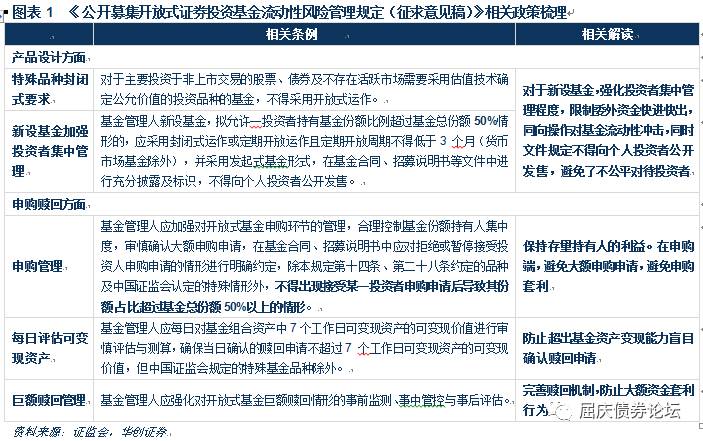 图表 1 《公开募集开放式证券投资基金流动性风险管理规定（征求意见稿）》相关政策梳理
相关条例
相关解读
产品设计方面
特殊品种封闭
式要求
对于主要投资于非上市交易的股票、债券及不存在活跃市场需要采用估值技术确
定公允价值的投资品种的基金，不得采用开放式运作。
新设基金加强
投资者集中管
理
基金管理人新设基金，拟允许一投资者持有基金份额比例超过基金总份额 50%情
形的，应采用封闭式运作或定期开放运作且定期开放周期不得低于 3 个月（货币
市场基金除外），并采用发起式基金形式，在基金合同、招募说明书等文件中进
行充分披露及标识，不得向个人投资者公开发售。
对于新设基金，强化投资者集中
管理程度，限制委外资金快进快出，
同向操作对基金流动性冲击，同时
文件规定不得向个人投资者公开
发售，避免了不公平对待投资者
申购赎回方面
申购管理
基金管理人应加强对开放式基金申购环节的管理，合理控制基金份额持有人集中
度，审慎确认大额申购申请，在基金合同、招募说明书中应对拒绝或暂停接受投
资人申购申请的情形进行明确约定，除本规定第十四条、第二十八条约定的品种
及中国证监会认定的特殊情形外，不得出现接受某一投资者申购申请后导致其份
额占比超过基金总份额 50%以上的情形。
保持存量持有人的利益。在申购
端，避免大额申购申请，避免申购
套利
每日评估可变
现资产
基金管理人应每日对基金组合资产中 7 个工作日可变现资产的可变现价值进行审
慎评估与测算，确保当日确认的赎回申请不超过 7 个工作日可变现资产的可变现
价值，但中国证监会规定的特殊基金品种除外。
防止超出基金资产变现能力盲目
确认赎回申请
巨额赎回管理
基金管理人应强化对开放式基金巨额赎回情形的事前监测、事中管控与事后评估。
完善赎回机制，防止大额资金套利
行为
屈庆债券论坛
资料来源：证监会，华创证券